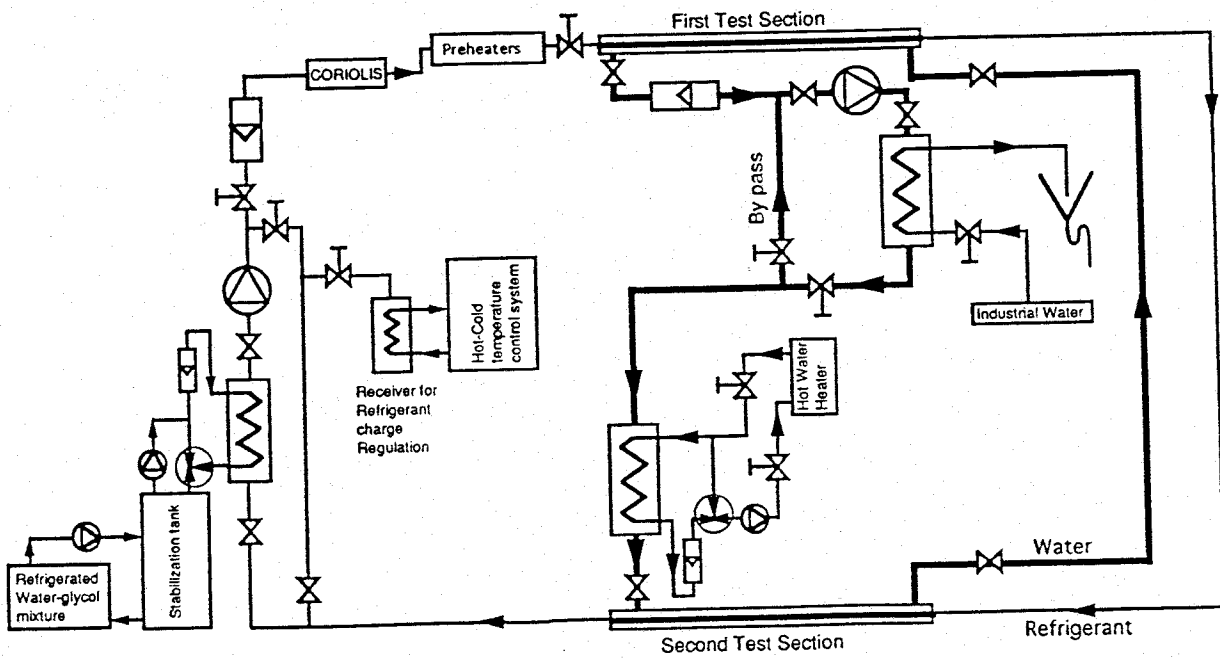 First Test Section
Preheaters
CORIOLIS
By pass
Industrial Water
Hot-Cold
temperature
control system
Receiver for
Refrigerant
charge
Regulation
Hot Water
Heater
Stabilization tank
Refrigerated
Water-glycol
mixture
Water
Refrigerant
Second Test Section